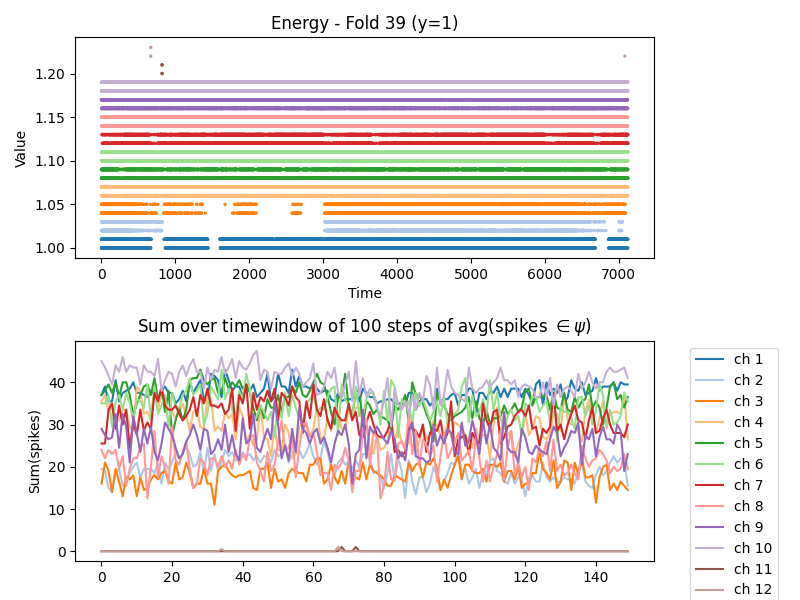 Energy - Fold 39 (y=1)
Value
1.20
1.15
1.10
1.05
1.00
0
1000
2000
3000
4000
5000
6000
7000
Time
Sum over timewindow of 100 steps of avg(spikes ∈ ψ)
Sum(spikes)
40
30
20
10
0
0
20
40
60
80
100
120
140
ch 1
ch 2
ch 3
ch 4
ch 5
ch 6
ch 7
ch 8
ch 9
ch 10
ch 11
ch 12